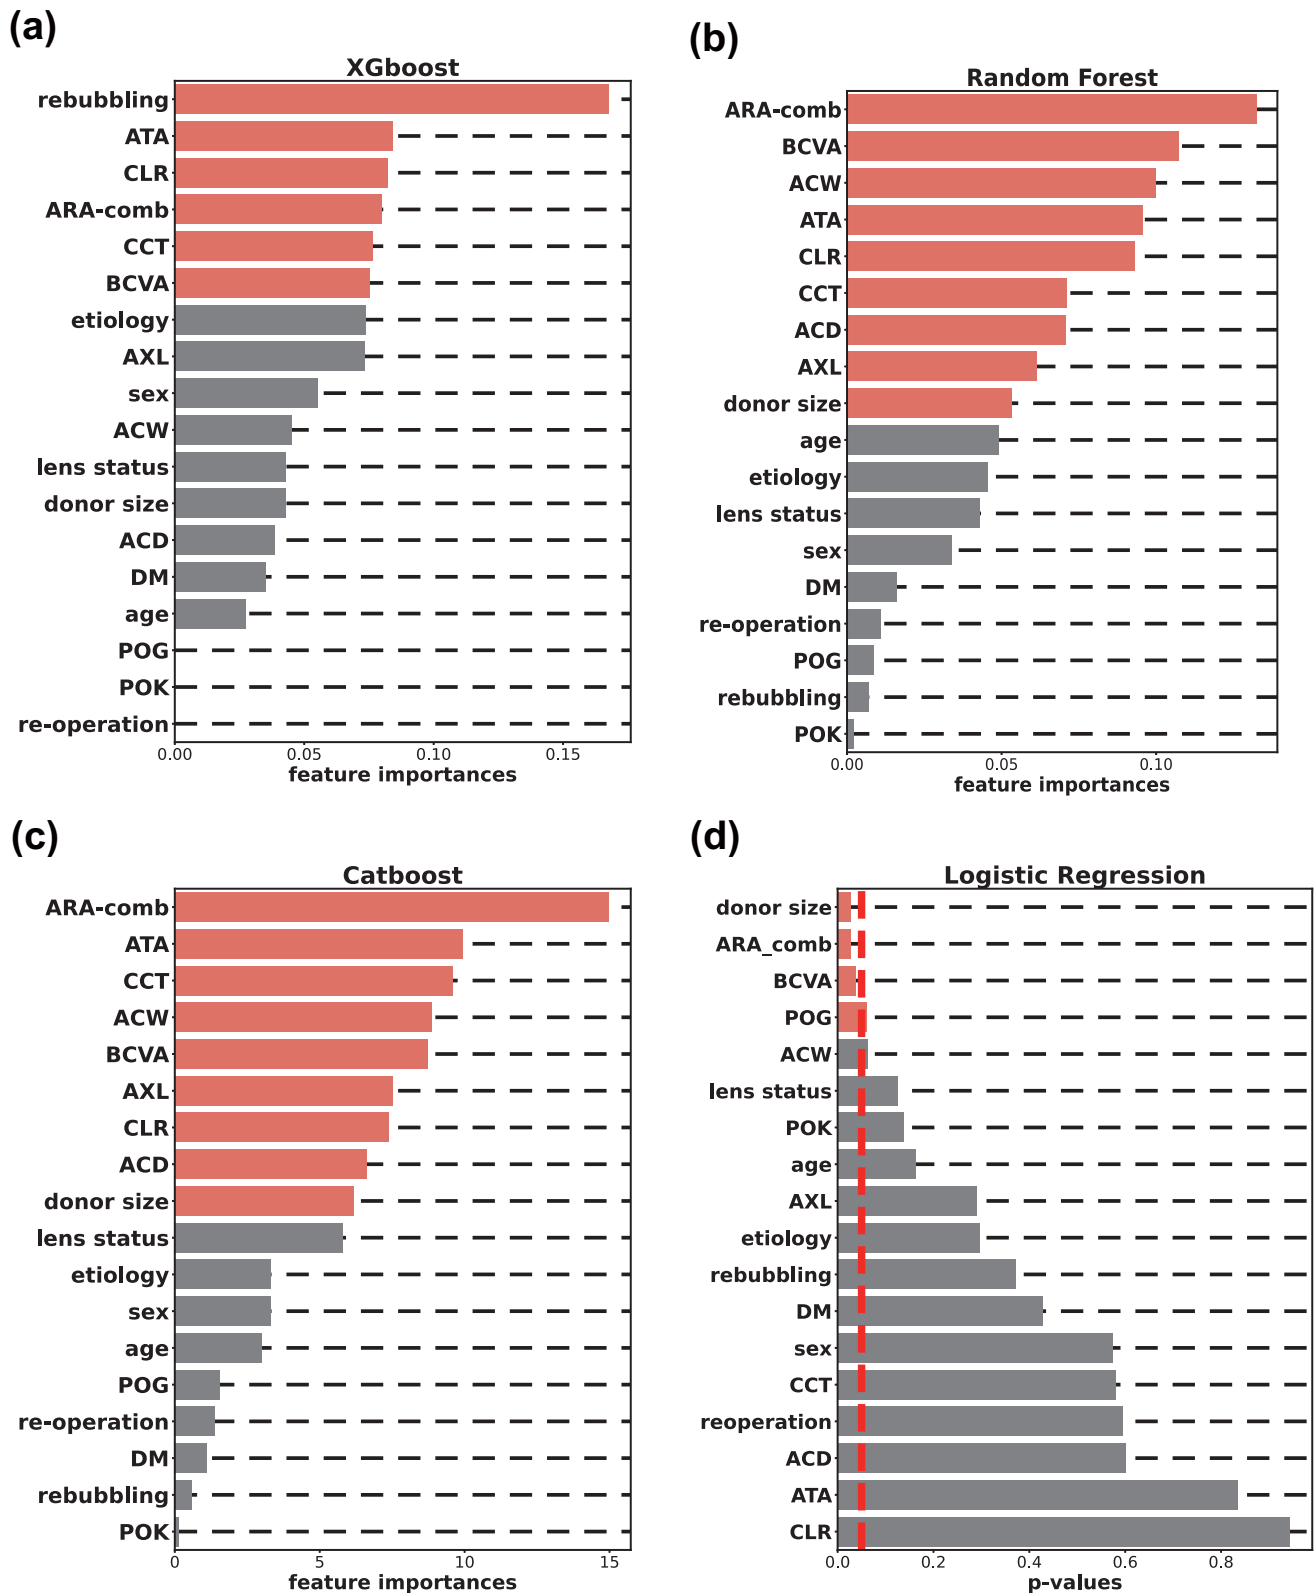 (a)
XGboost
rebubbling
ATA
CLR
ARA-comb
CCT
BCVA
etiology
AXL
sex
ACW
lens status
donor size
ACD
DM
age
POG
POK
re-operation
0.00 0.05 0.10 0.15
feature importances
(b)
Random Forest
ARA-comb
BCVA
ACW
ATA
CLR
CCT
ACD
AXL
donor size
age
etiology
lens status
sex
DM
re-operation
POG
rebubbling
POK
0.00 0.05 0.10
feature importances
(c)
Catboost
ARA-comb
ATA
CCT
ACW
BCVA
AXL
CLR
ACD
donor size
lens status
etiology
sex
age
POG
re-operation
DM
rebubbling
POK
0 5 10 15
feature importances
(d)
Logistic Regression
donor size
ARA_comb
BCVA
POG
ACW
lens status
POK
age
AXL
etiology
rebubbling
DM
sex
CCT
reoperation
ACD
ATA
CLR
0.0 0.2 0.4 0.6 0.8
p-values